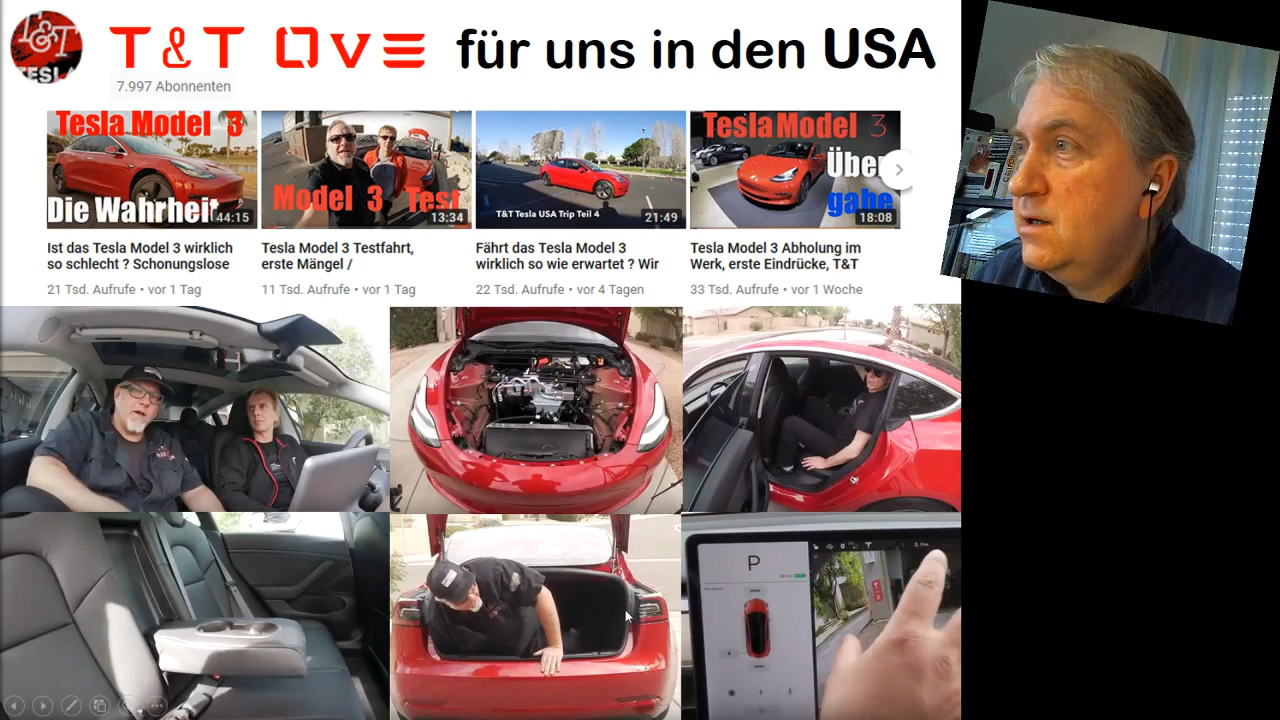 T&T
TESLA
T & T OVE für uns in den USA
7.997 Abonnenten
Tesla Model 3
Die Wahrheit
44:15
Model 3 Test
13:34
T&T Tesla USA Trip Teil 4
21:49
Tesla Model 3
Über
gabe
18:08
Ist das Tesla Model 3 wirklich
so schlecht ? Schonungslose
21 Tsd. Aufrufe • vor 1 Tag
Tesla Model 3 Testfahrt,
erste Mängel /
11 Tsd. Aufrufe • vor 1 Tag
Fährt das Tesla Model 3
wirklich so wie erwartet ? Wir
22 Tsd. Aufrufe • vor 4 Tagen
Tesla Model 3 Abholung im
Werk, erste Eindrücke, T&T
33 Tsd. Aufrufe • vor 1 Woche
P